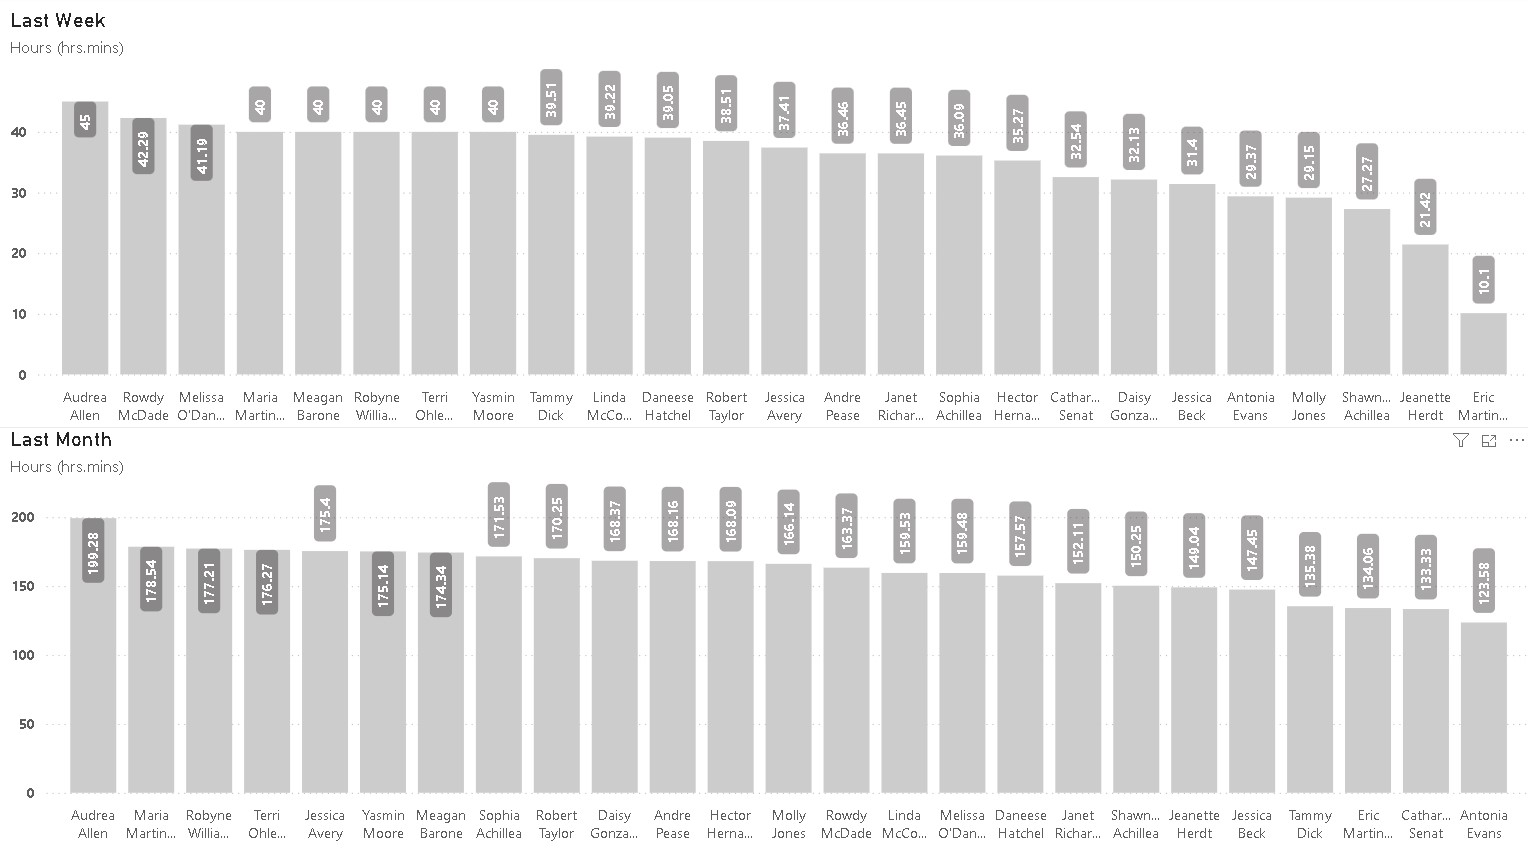 Last Week
Hours (hrs.mins)
40
30
20
10
0
45
42.29
41.19
40
40
40
40
40
39.51
39.22
39.05
38.51
37.41
36.46
36.45
36.09
35.27
32.54
32.13
31.4
29.37
29.15
27.27
21.42
10.1
Audrea Allen
Rowdy McDade
Melissa O'Dan...
Maria Martin...
Meagan Barone
Robyne Willia...
Terri Ohle...
Yasmin Moore
Tammy Dick
Linda McCo...
Daneese Hatchel
Robert Taylor
Jessica Avery
Andre Pease
Janet Richar...
Sophia Achillea
Hector Herna...
Cathar... Senat
Daisy Gonza...
Jessica Beck
Antonia Evans
Molly Jones
Shawn... Achillea
Jeanette Herdt
Eric Martin...
Last Month
Hours (hrs.mins)
200
150
100
50
0
199.28
178.54
177.21
176.27
175.4
175.14
174.34
171.53
170.25
168.37
168.16
168.09
166.14
163.37
159.53
159.48
157.57
152.11
150.25
149.04
147.45
135.38
134.06
133.33
123.58
Audrea Allen
Maria Martin...
Robyne Willia...
Terri Ohle...
Jessica Avery
Yasmin Moore
Meagan Barone
Sophia Achillea
Robert Taylor
Daisy Gonza...
Andre Pease
Hector Herna...
Molly Jones
Rowdy McDade
Linda McCo...
Melissa O'Dan...
Daneese Hatchel
Janet Richar...
Shawn... Achillea
Jeanette Herdt
Jessica Beck
Tammy Dick
Eric Martin...
Cathar... Senat
Antonia Evans